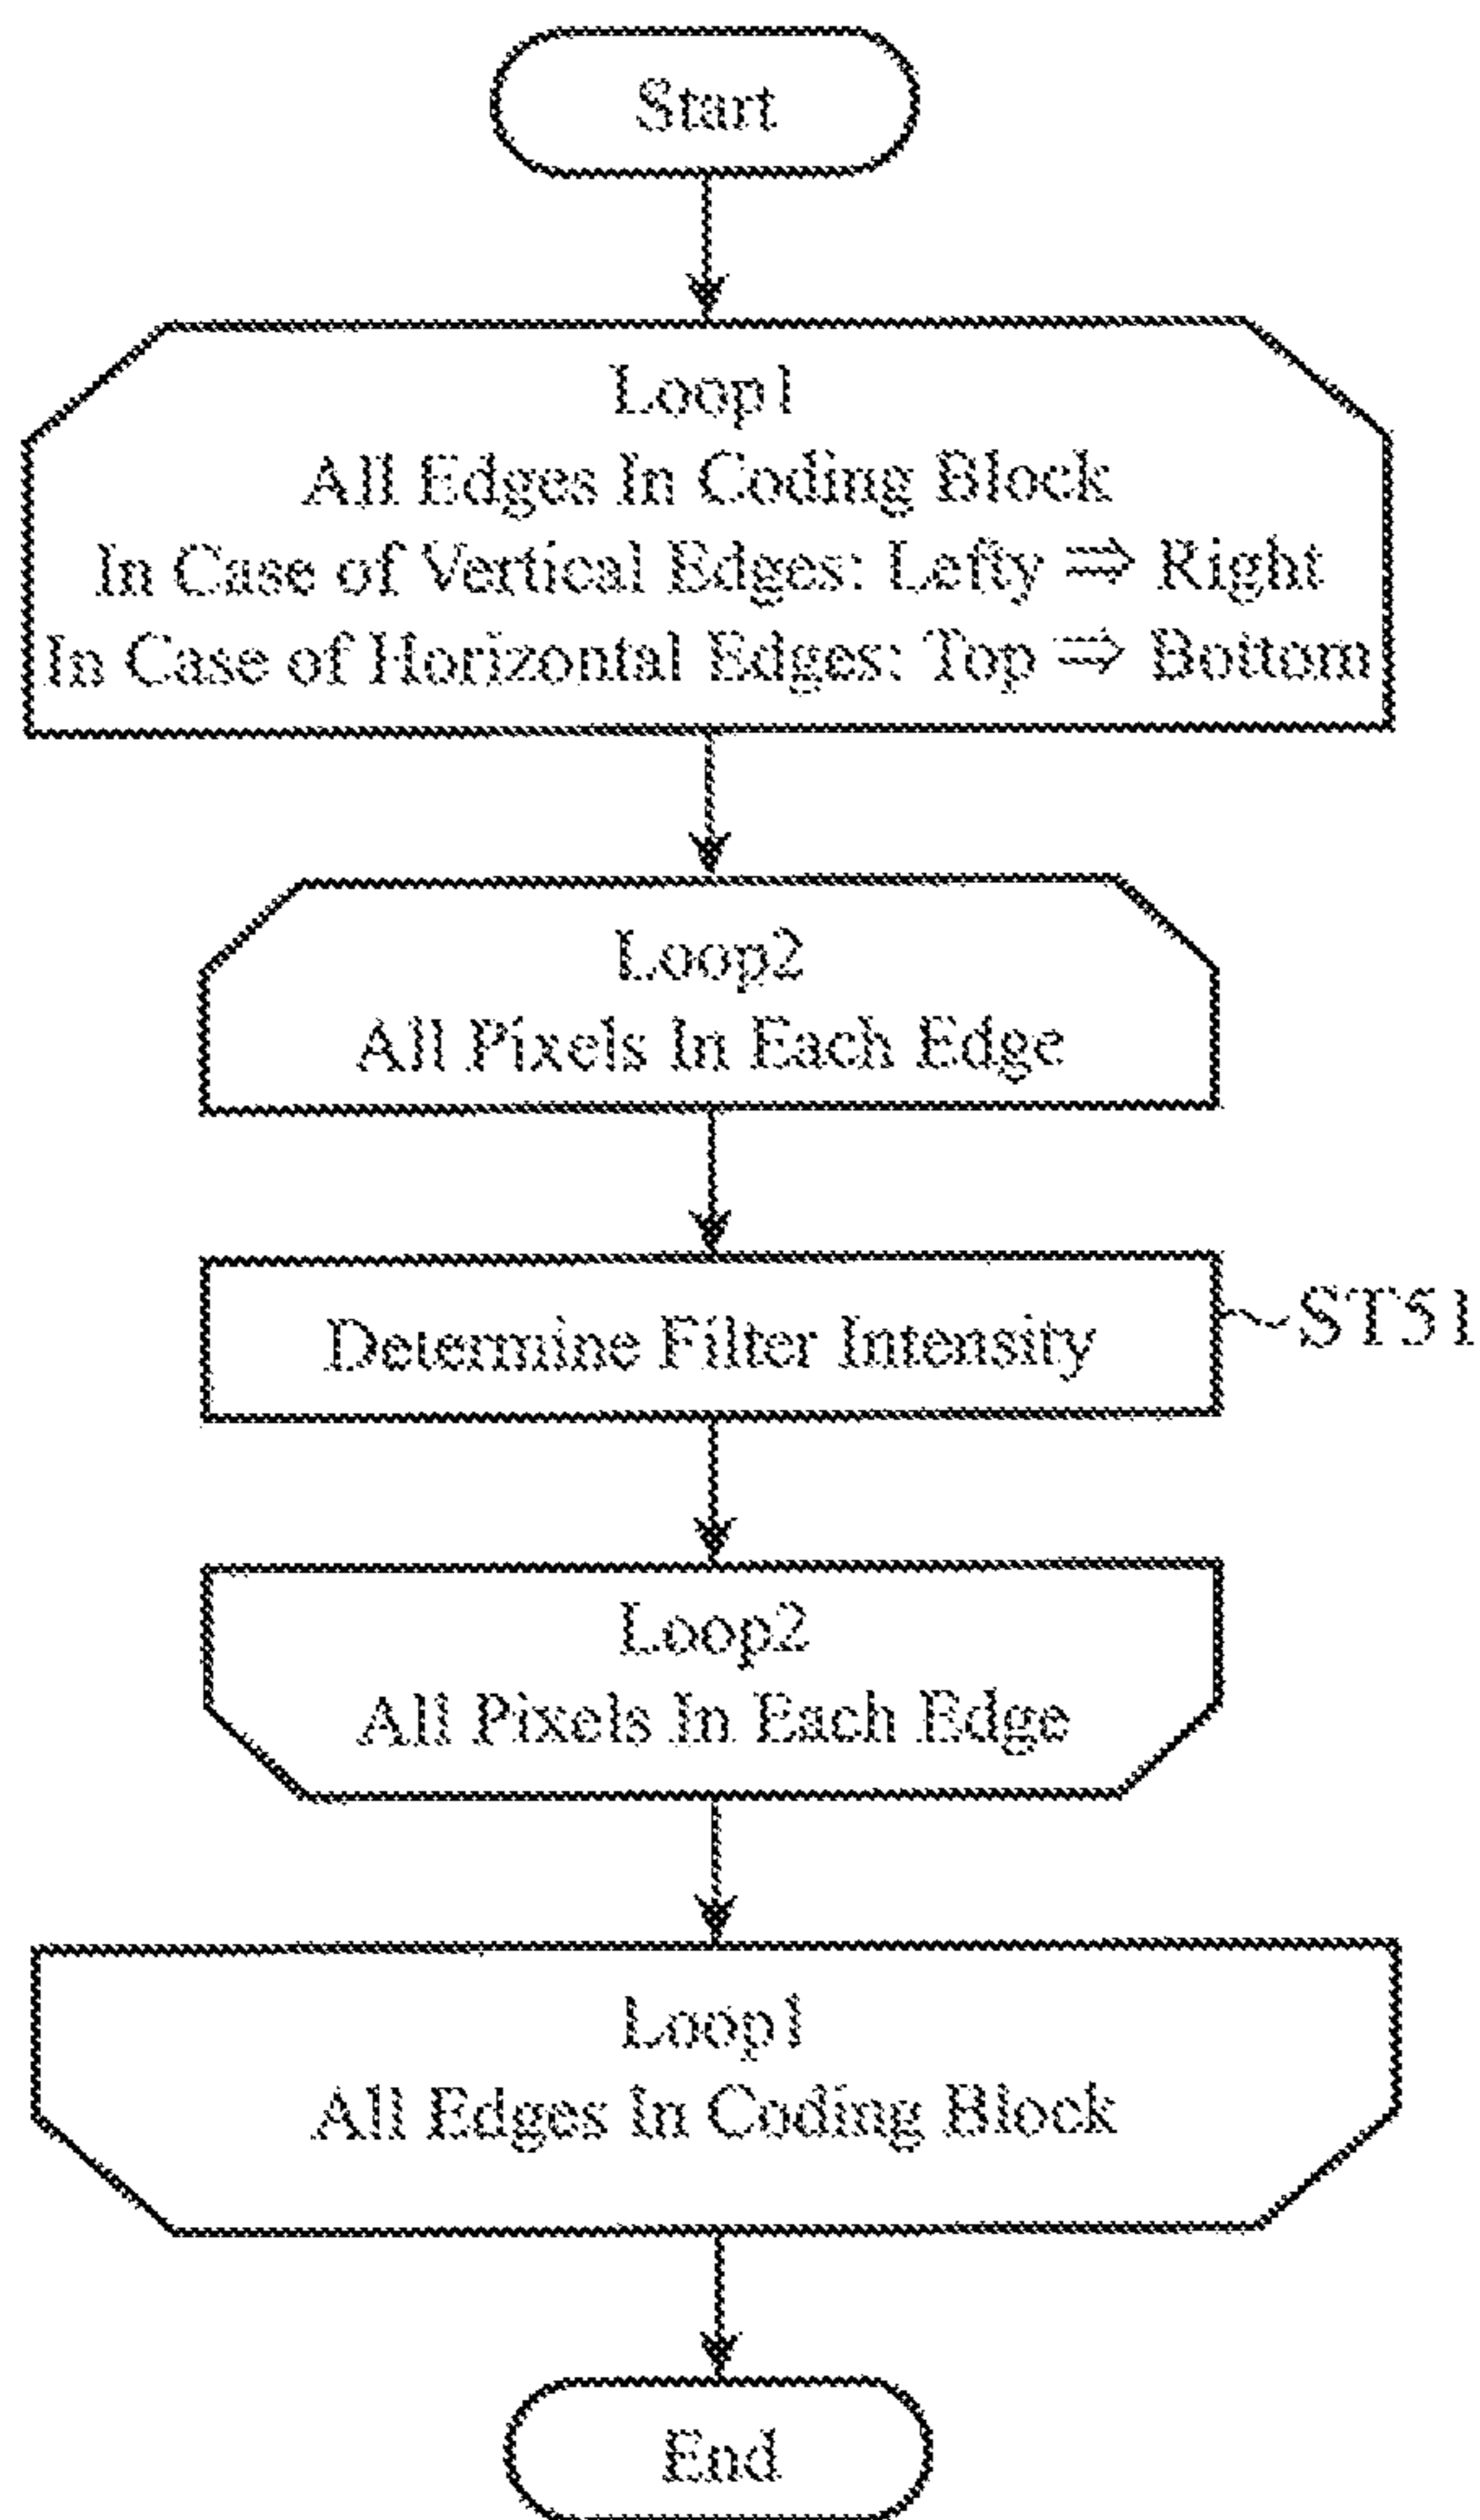 Start
Loop1
All Edges In Coding Block
In Case of Vertical Edges: Lefty ⇒ Right
In Case of Horizontal Edges: Top ⇒ Bottom
Loop2
All Pixels In Each Edge
Determine Filter Intensity
ST51
Loop2
All Pixels In Each Edge
Loop1
All Edges In Coding Block
End